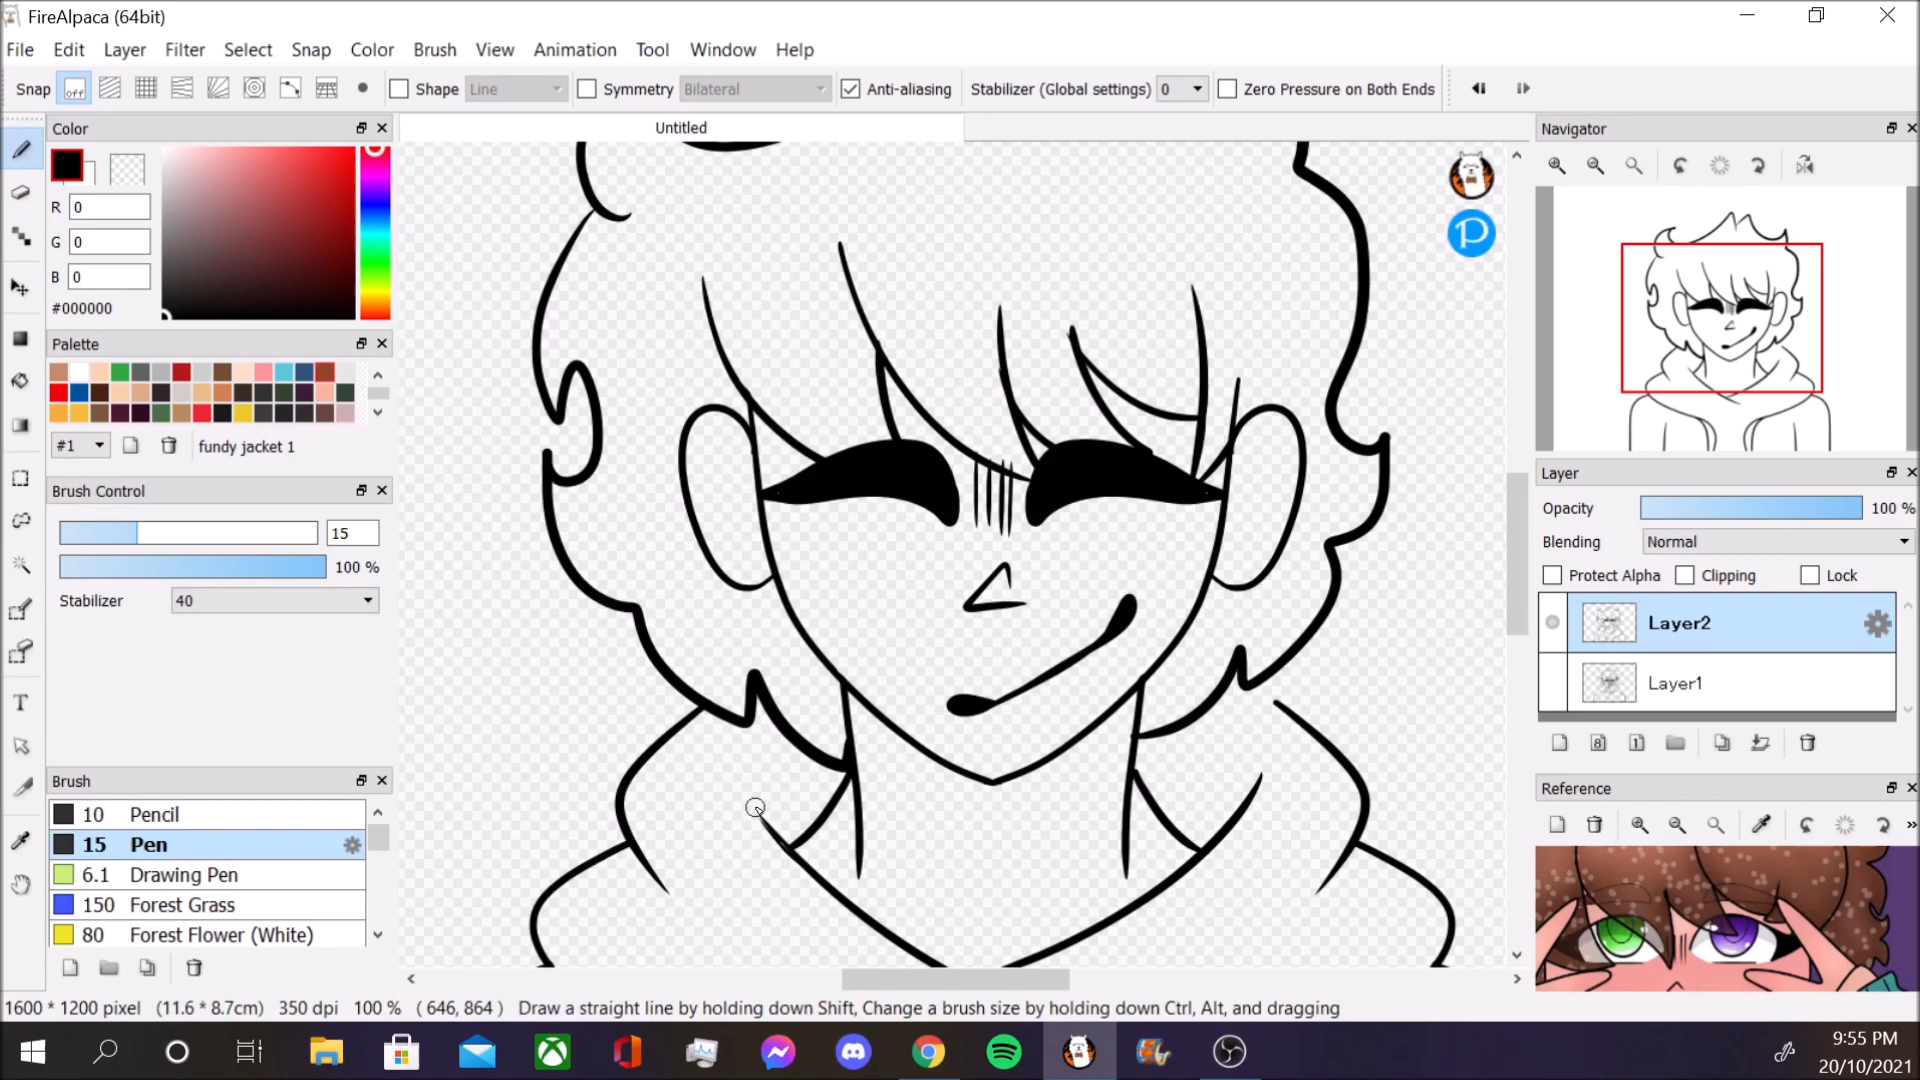 FireAlpaca (64bit)
File Edit Layer Filter Select Snap Color Brush View Animation Tool Window Help
Snap off Shape Line Symmetry Bilateral Anti-aliasing Stabilizer (Global settings) 0 Zero Pressure on Both Ends
Color
R 0
G 0
B 0
#000000
Palette
#1 fundy jacket 1
Brush Control
15
100 %
Stabilizer 40
Brush
10 Pencil
15 Pen
6.1 Drawing Pen
150 Forest Grass
80 Forest Flower (White)
Untitled
P
Navigator
Layer
Opacity 100 %
Blending Normal
Protect Alpha Clipping Lock
Layer2
Layer1
8 1
Reference
T
1600 * 1200 pixel (11.6 * 8.7cm) 350 dpi 100 % ( 646, 864 ) Draw a straight line by holding down Shift, Change a brush size by holding down Ctrl, Alt, and dragging
9:55 PM
20/10/2021